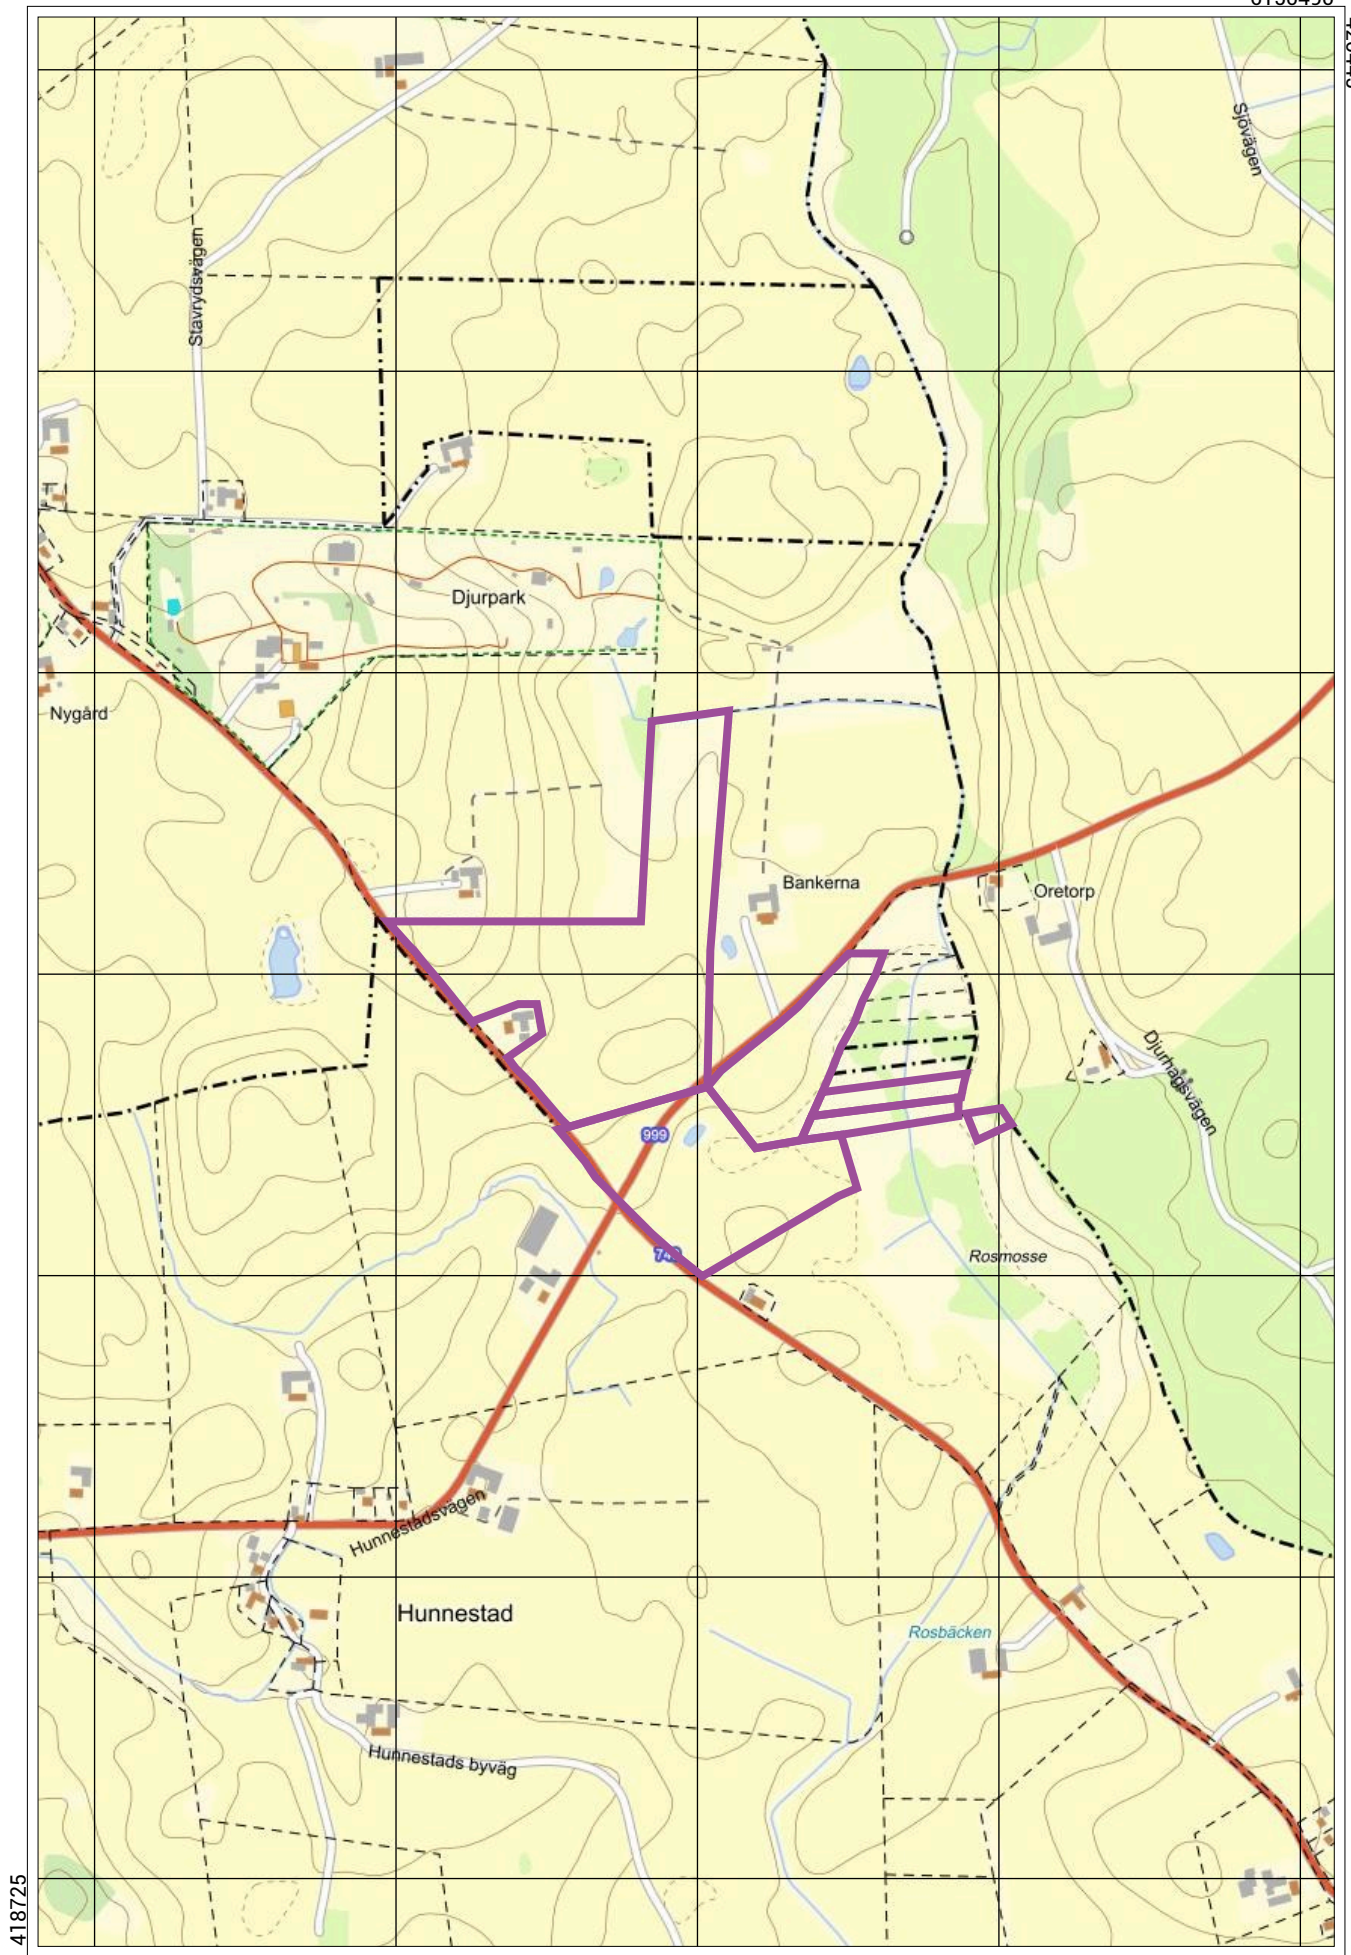 Sjövägen
Stavrydsvägen
Djurpark
Nygård
Bankerna
Oretorp
Djurhagsvägen
999
Rosmosse
Hunnestadsvägen
Hunnestad
Rosbäcken
Hunnestads byväg
418725